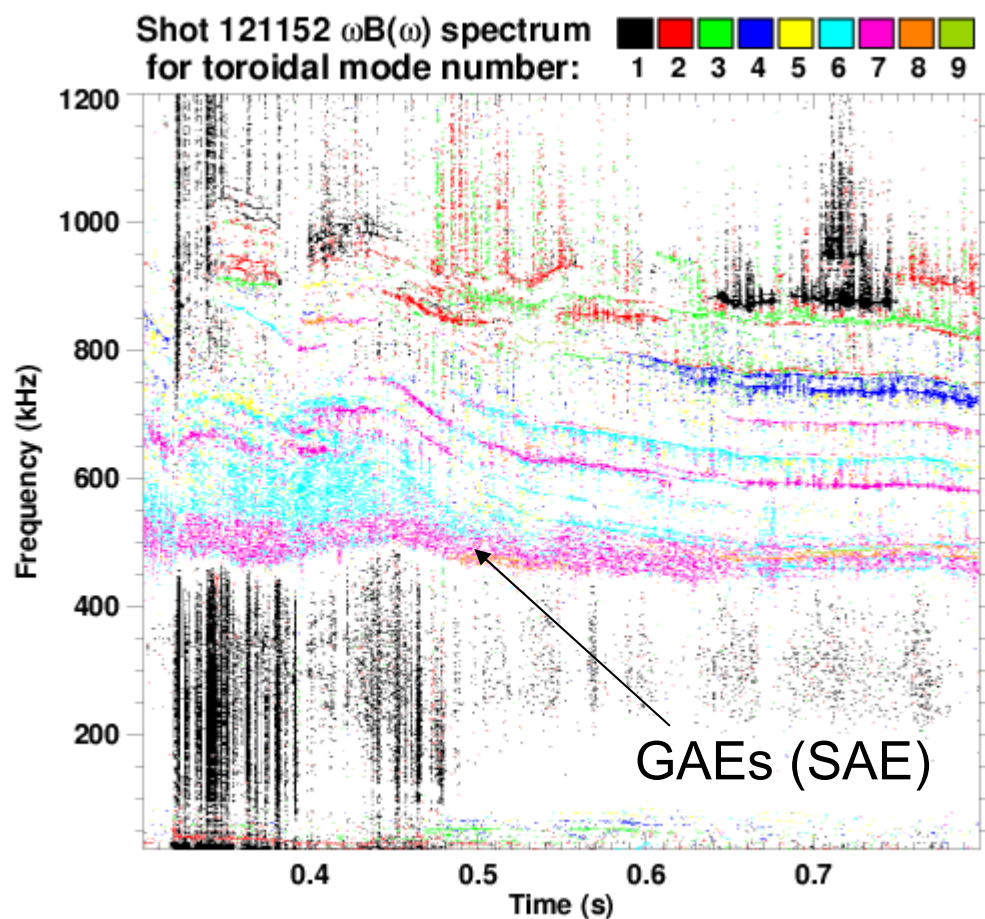 Shot 121152 ωB(ω) spectrum
for toroidal mode number:
1 2 3 4 5 6 7 8 9
1200
1000
800
600
400
200
Frequency (kHz)
GAEs (SAE)
0.4 0.5 0.6 0.7
Time (s)